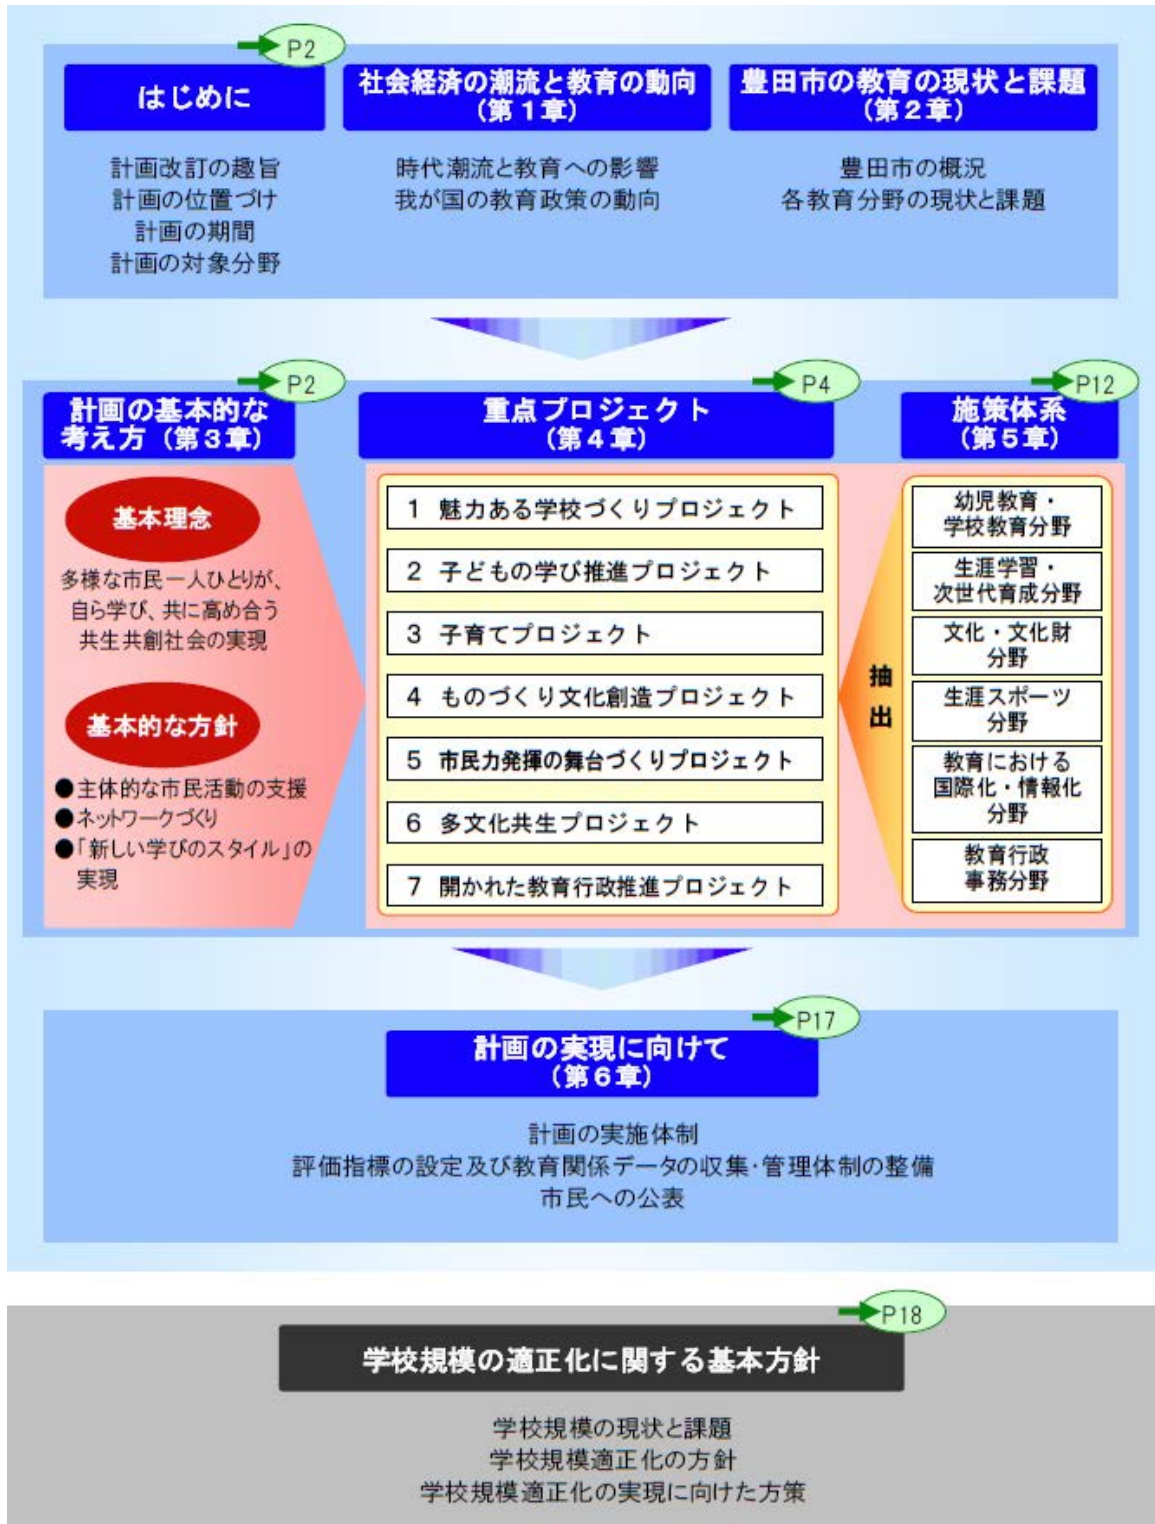 P2
はじめに
計画改訂の趣旨
計画の位置づけ
計画の期間
計画の対象分野
社会経済の潮流と教育の動向
(第1章)
時代潮流と教育への影響
我が国の教育政策の動向
豊田市の教育の現状と課題
(第2章)
豊田市の概況
各教育分野の現状と課題
P2
計画の基本的な
考え方(第3章)
基本理念
多様な市民一人ひとりが、
自ら学び、共に高め合う
共生共創社会の実現
基本的な方針
●主体的な市民活動の支援
●ネットワークづくり
●「新しい学びのスタイル」の
実現
P4
重点プロジェクト
(第4章)
1 魅力ある学校づくりプロジェクト
2 子どもの学び推進プロジェクト
3 子育てプロジェクト
4 ものづくり文化創造プロジェクト
5 市民力発揮の舞台づくりプロジェクト
6 多文化共生プロジェクト
7 開かれた教育行政推進プロジェクト
抽
出
P12
施策体系
(第5章)
幼児教育・
学校教育分野
生涯学習・
次世代育成分野
文化・文化財
分野
生涯スポーツ
分野
教育における
国際化・情報化
分野
教育行政
事務分野
P17
計画の実現に向けて
(第6章)
計画の実施体制
評価指標の設定及び教育関係データの収集・管理体制の整備
市民への公表
P18
学校規模の適正化に関する基本方針
学校規模の現状と課題
学校規模適正化の方針
学校規模適正化の実現に向けた方策